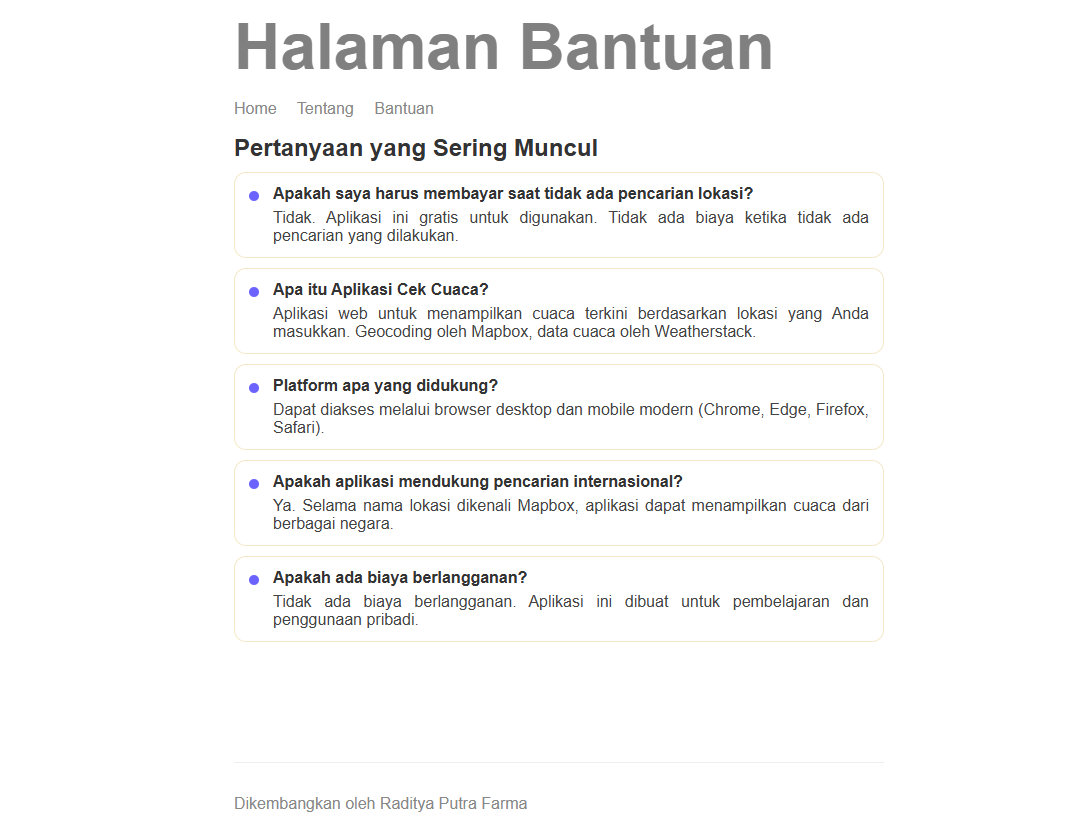 Halaman Bantuan
Home Tentang Bantuan
Pertanyaan yang Sering Muncul
Apakah saya harus membayar saat tidak ada pencarian lokasi?
Tidak. Aplikasi ini gratis untuk digunakan. Tidak ada biaya ketika tidak ada
pencarian yang dilakukan.
Apa itu Aplikasi Cek Cuaca?
Aplikasi web untuk menampilkan cuaca terkini berdasarkan lokasi yang Anda
masukkan. Geocoding oleh Mapbox, data cuaca oleh Weatherstack.
Platform apa yang didukung?
Dapat diakses melalui browser desktop dan mobile modern (Chrome, Edge, Firefox,
Safari).
Apakah aplikasi mendukung pencarian internasional?
Ya. Selama nama lokasi dikenali Mapbox, aplikasi dapat menampilkan cuaca dari
berbagai negara.
Apakah ada biaya berlangganan?
Tidak ada biaya berlangganan. Aplikasi ini dibuat untuk pembelajaran dan
penggunaan pribadi.
Dikembangkan oleh Raditya Putra Farma